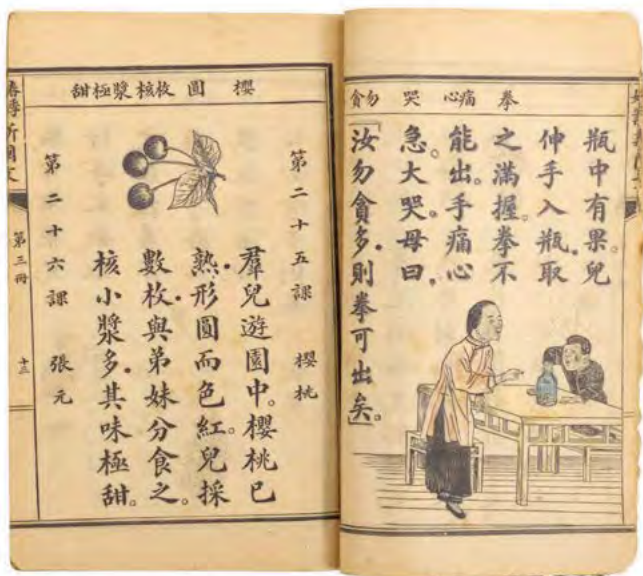 拳 心痛 哭 貪勿
瓶中有果。兒
伸手入瓶。取
之滿握。拳不
能出。手痛心
急。大哭。母曰。
「汝勿貪多。則拳可出矣。」
櫻 圓 枚核漿極甜
第二十五課 櫻桃
羣兒遊園中。櫻桃已
熟。形圓而色紅。兒採
數枚。與弟妹分食之。
核小漿多。其味極甜。
第二十六課 張元
第三冊
十三